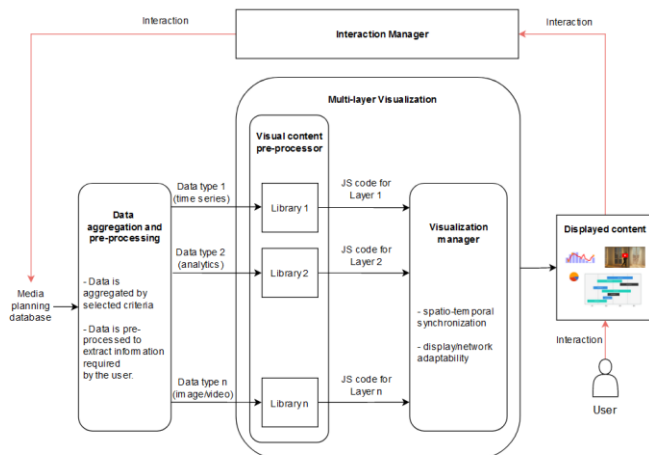 Interaction
Interaction
Interaction Manager
Multi-layer Visualization
Visual content
pre-processor
Data type 1
(time series)
JS code for
Layer 1
Library 1
Data
aggregation and
pre-processing
Data type 2
(analytics)
JS code for
Layer 2
Library 2
Visualization
manager
Displayed content
- Data is
aggregated by
selected criteria
- Data is pre-
processed to
extract information
required
by the user.
Media
planning
database
- spatio-temporal
synchronization
- display/network
adaptability
Data type n
(image/video)
JS code for
Layer n
Library n
Interaction
User